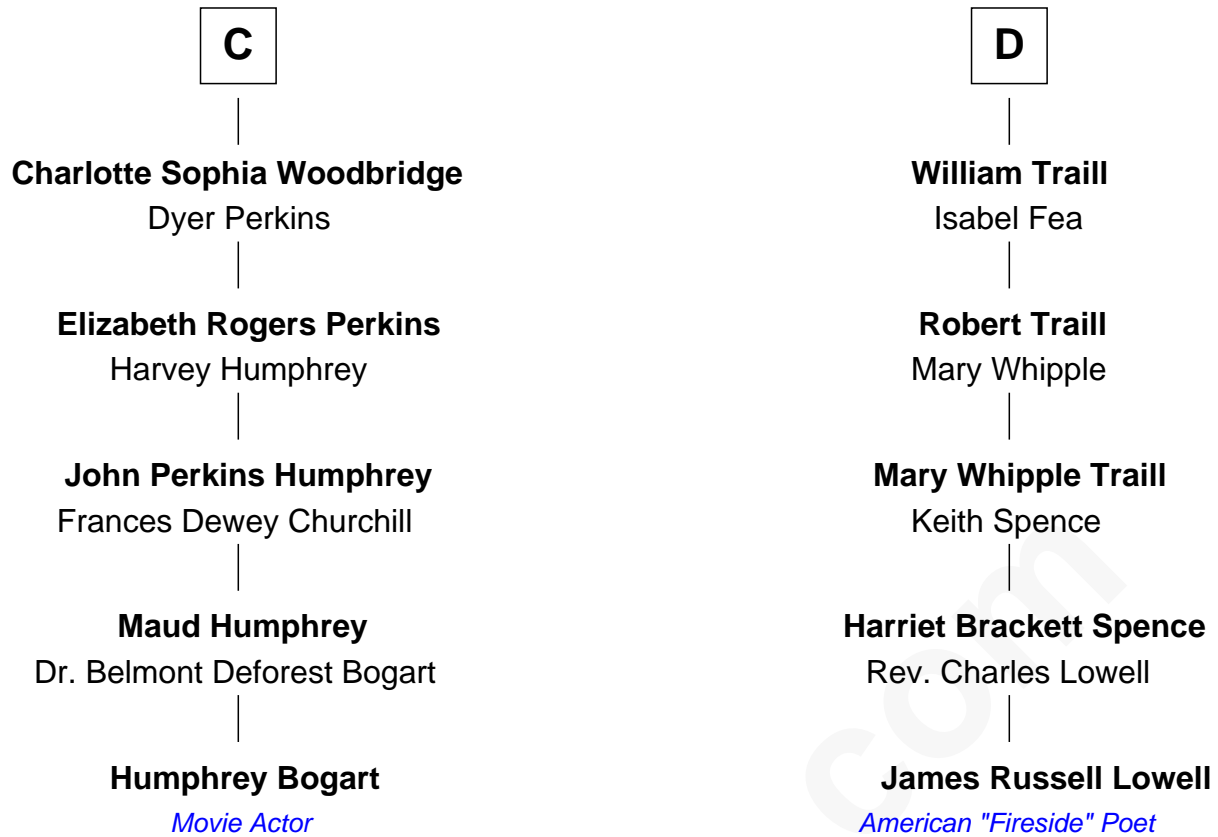 C
Charlotte Sophia Woodbridge
Dyer Perkins
Elizabeth Rogers Perkins
Harvey Humphrey
John Perkins Humphrey
Frances Dewey Churchill
Maud Humphrey
Dr. Belmont Deforest Bogart
Humphrey Bogart
Movie Actor
D
William Traill
Isabel Fea
Robert Traill
Mary Whipple
Mary Whipple Traill
Keith Spence
Harriet Brackett Spence
Rev. Charles Lowell
James Russell Lowell
American "Fireside" Poet
com